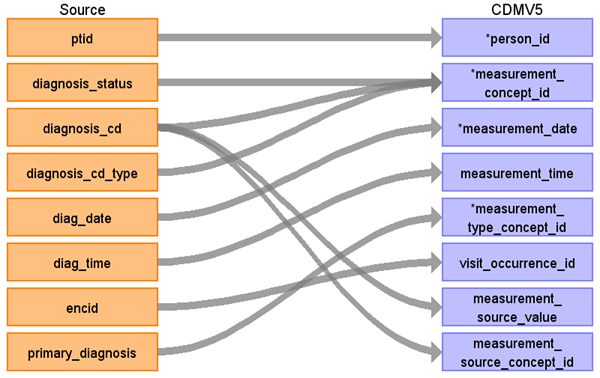 Source
CDMV5
ptid
*person_id
diagnosis_status
*measurement_
concept_id
diagnosis_cd
*measurement_date
diagnosis_cd_type
measurement_time
diag_date
*measurement_
type_concept_id
diag_time
visit_occurrence_id
encid
measurement_
source_value
primary_diagnosis
measurement_
source_concept_id